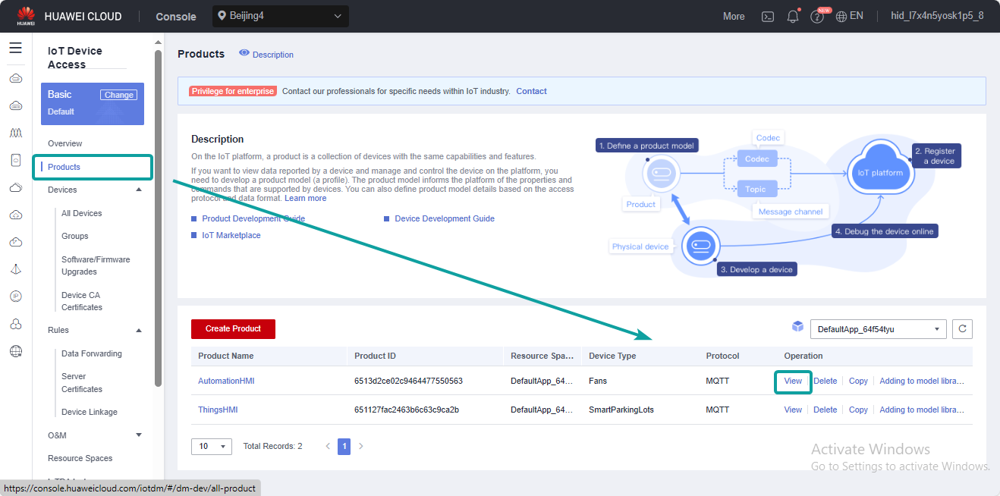 HUAWEI
HUAWEI CLOUD
Console
Beijing4
More
NEW
EN
hid_l7x4n5yosk1p5_8
IoT Device
Access
Basic
Change
Default
Overview
Products
Devices
All Devices
Groups
Software/Firmware
Upgrades
Device CA
Certificates
Rules
Data Forwarding
Server
Certificates
Device Linkage
O&M
Resource Spaces
Products
Description
Privilege for enterprise
Contact our professionals for specific needs within IoT industry.
Contact
Description
On the IoT platform, a product is a collection of devices with the same capabilities and features.
If you want to view data reported by a device and manage and control the device on the platform, you
need to develop a product model (a profile). The product model informs the platform of the properties and
commands that are supported by devices. You can also define product model details based on the access
protocol and data format. Learn more
Product Development Guide
Device Development Guide
IoT Marketplace
1. Define a product model
Codec
Codec
2. Register
a device
IoT platform
Topic
Product
Message channel
4. Debug the device online
Physical device
3. Develop a device
Create Product
DefaultApp_64f54tyu
Product Name
Product ID
Resource Spa...
Device Type
Protocol
Operation
AutomationHMI
6513d2ce02c9464477550563
DefaultApp_64...
Fans
MQTT
View
Delete
Copy
Adding to model libra...
ThingsHMI
651127fac2463b6c63c9ca2b
DefaultApp_64...
SmartParkingLots
MQTT
View
Delete
Copy
Adding to model libra...
10
Total Records: 2
1
Activate Windows
Go to Settings to activate Windows.
https://console.huaweicloud.com/iotdm/#/dm-dev/all-product